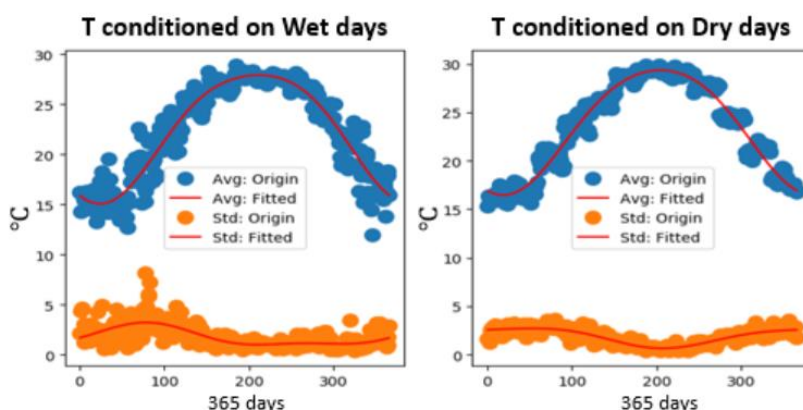 T conditioned on Wet days
30
25
20
15
10
5
0
°C
Avg: Origin
Avg: Fitted
Std: Origin
Std: Fitted
0 100 200 300
365 days
T conditioned on Dry days
30
25
20
15
10
5
0
°C
Avg: Origin
Avg: Fitted
Std: Origin
Std: Fitted
0 100 200 300
365 days